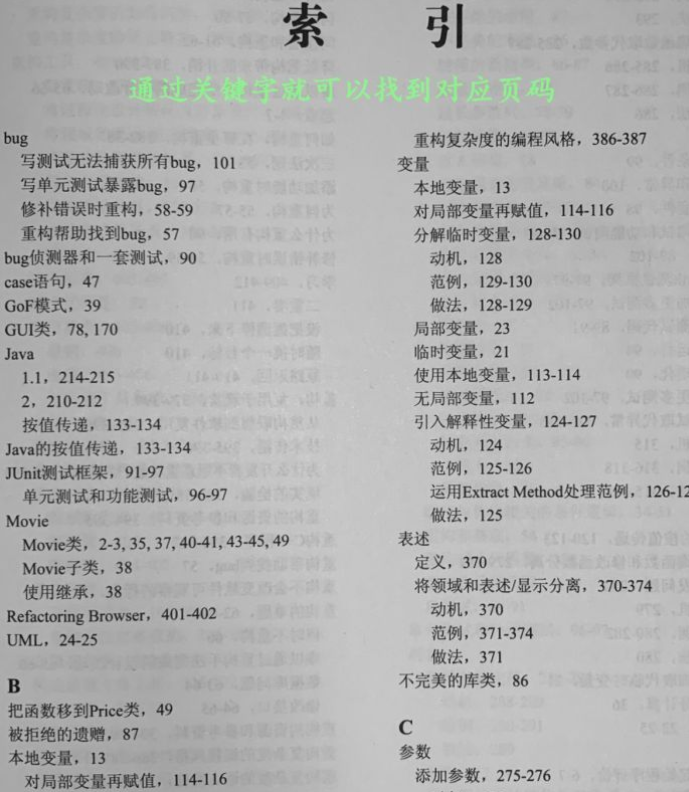 索 引
通过关键字就可以找到对应页码
bug
写测试无法捕获所有bug，101
写单元测试暴露bug，97
修补错误时重构，58-59
重构帮助找到bug，57
bug侦测器和一套测试，90
case语句，47
GoF模式，39
GUI类，78, 170
Java
1.1，214-215
2，210-212
按值传递，133-134
Java的按值传递，133-134
JUnit测试框架，91-97
单元测试和功能测试，96-97
Movie
Movie类，2-3, 35, 37, 40-41, 43-45, 49
Movie子类，38
使用继承，38
Refactoring Browser，401-402
UML，24-25
B
把函数移到Price类，49
被拒绝的遗赠，87
本地变量，13
对局部变量再赋值，114-116
重构复杂度的编程风格，386-387
变量
本地变量，13
对局部变量再赋值，114-116
分解临时变量，128-130
动机，128
范例，129-130
做法，128-129
局部变量，23
临时变量，21
使用本地变量，113-114
无局部变量，112
引入解释性变量，124-127
动机，124
范例，125-126
运用Extract Method处理范例，126-12
做法，125
表述
定义，370
将领域和表述/显示分离，370-374
动机，370
范例，371-374
做法，371
不完美的库类，86
C
参数
添加参数，275-276